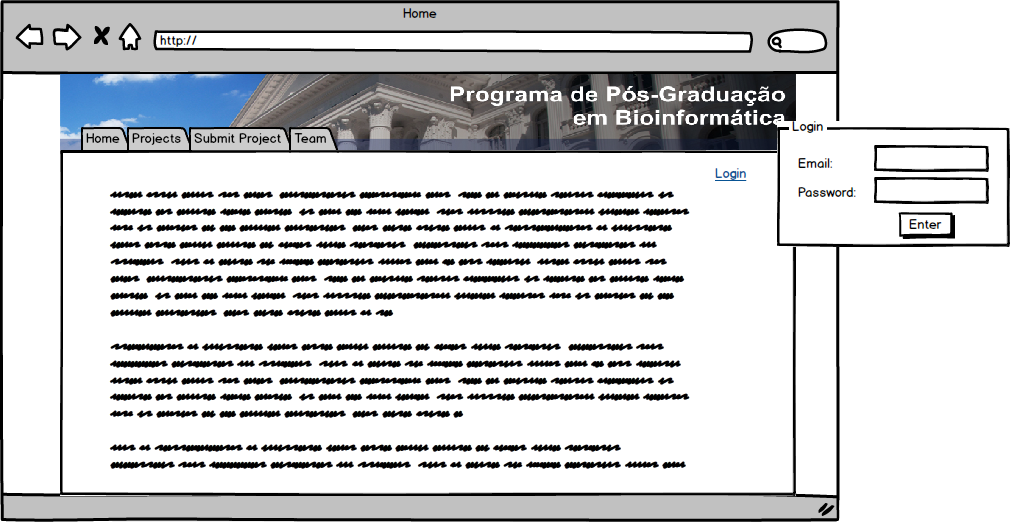 Home
http://
Programa de Pós-Graduação
em Bioinformática
Home Projects Submit Project Team
Login
Login
Email:
Password:
Enter